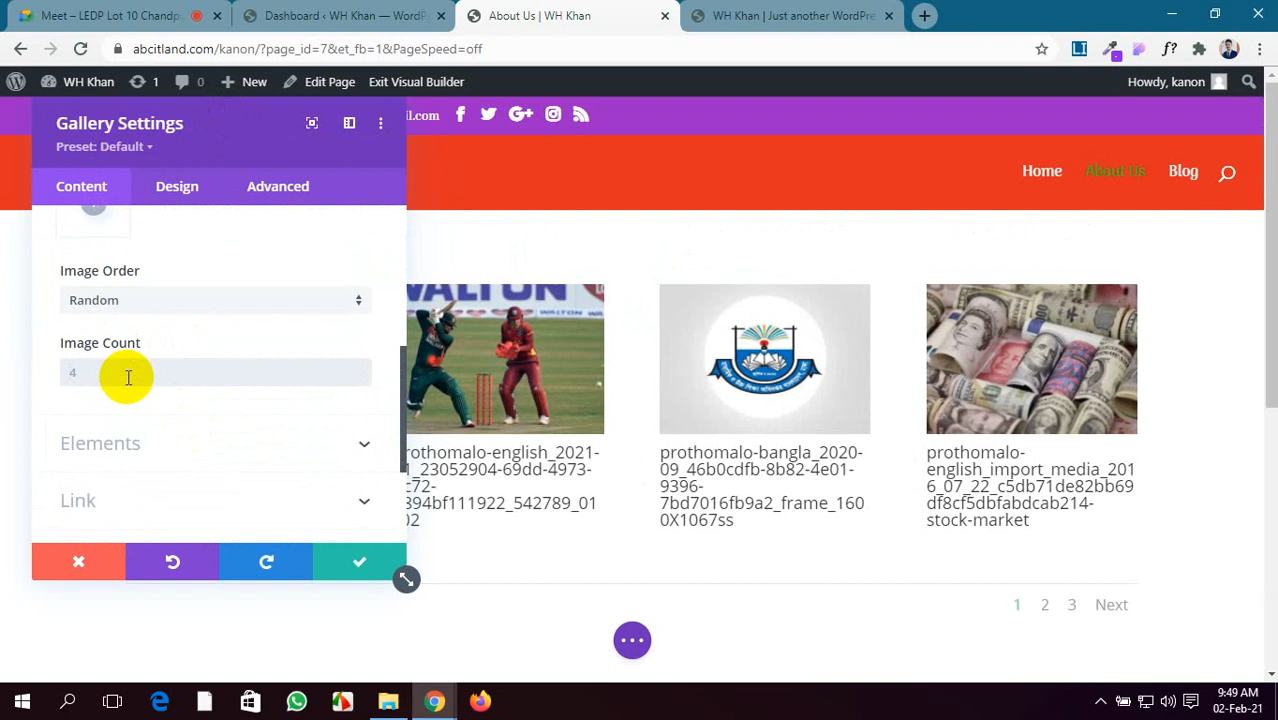 Meet – LEDP Lot 10 Chandp
Dashboard ‹ WH Khan — WordP
About Us | WH Khan
WH Khan | Just another WordPre
abcitland.com/kanon/?page_id=7&et_fb=1&PageSpeed=off
WH Khan
1
0
New
Edit Page
Exit Visual Builder
Howdy, kanon
il.com
Gallery Settings
Preset: Default
Content
Design
Advanced
Home
About Us
Blog
Image Order
Random
Image Count
4
Elements
Link
WALTON
rothomalo-english_2021-
1_23052904-69dd-4973-
c72-
394bf111922_542789_01
02
prothomalo-bangla_2020-
09_46b0cdfb-8b82-4e01-
9396-
7bd7016fb9a2_frame_160
0X1067ss
prothomalo-
english_import_media_201
6_07_22_c5db71de82bb69
df8cf5dbfabdcab214-
stock-market
1
2
3
Next
9:49 AM
02-Feb-21